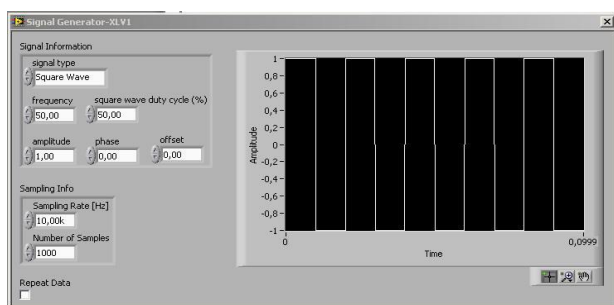 Signal Generator-XLV1
Signal Information
signal type
Square Wave
frequency
square wave duty cycle (%)
50,00
50,00
amplitude
phase
offset
1,00
0,00
0,00
Sampling Info
Sampling Rate [Hz]
10,00k
Number of Samples
1000
Repeat Data
Amplitude
1
0,8
0,6
0,4
0,2
0
-0,2
-0,4
-0,6
-0,8
-1
0
0,0999
Time